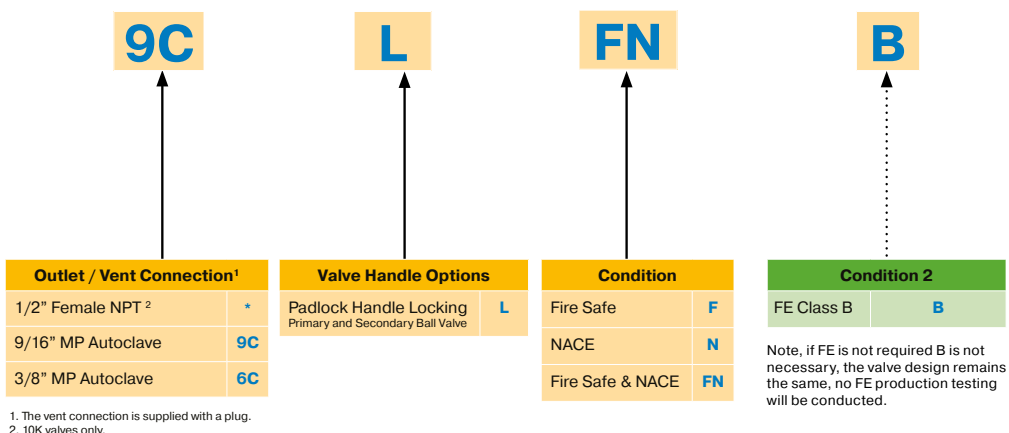 9C L FN B
Outlet / Vent Connection¹
1/2” Female NPT ² *
9/16” MP Autoclave 9C
3/8” MP Autoclave 6C
1. The vent connection is supplied with a plug.
2. 10K valves only.
Valve Handle Options
Padlock Handle Locking L
Primary and Secondary Ball Valve
Condition
Fire Safe F
NACE N
Fire Safe & NACE FN
Condition 2
FE Class B B
Note, if FE is not required B is not
necessary, the valve design remains
the same, no FE production testing
will be conducted.